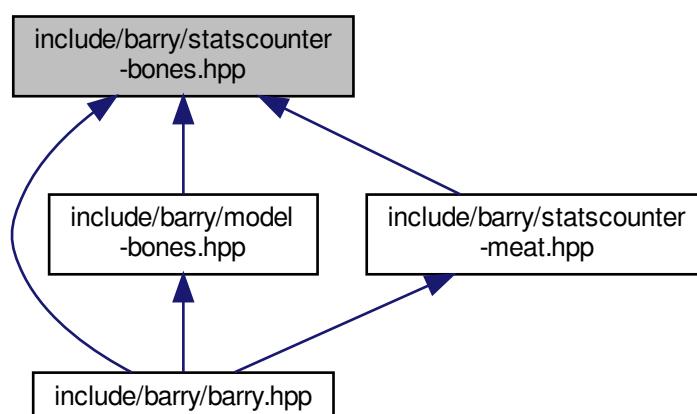 include/barry/statscounter
-bones.hpp
include/barry/model
-bones.hpp
include/barry/statscounter
-meat.hpp
include/barry/barry.hpp